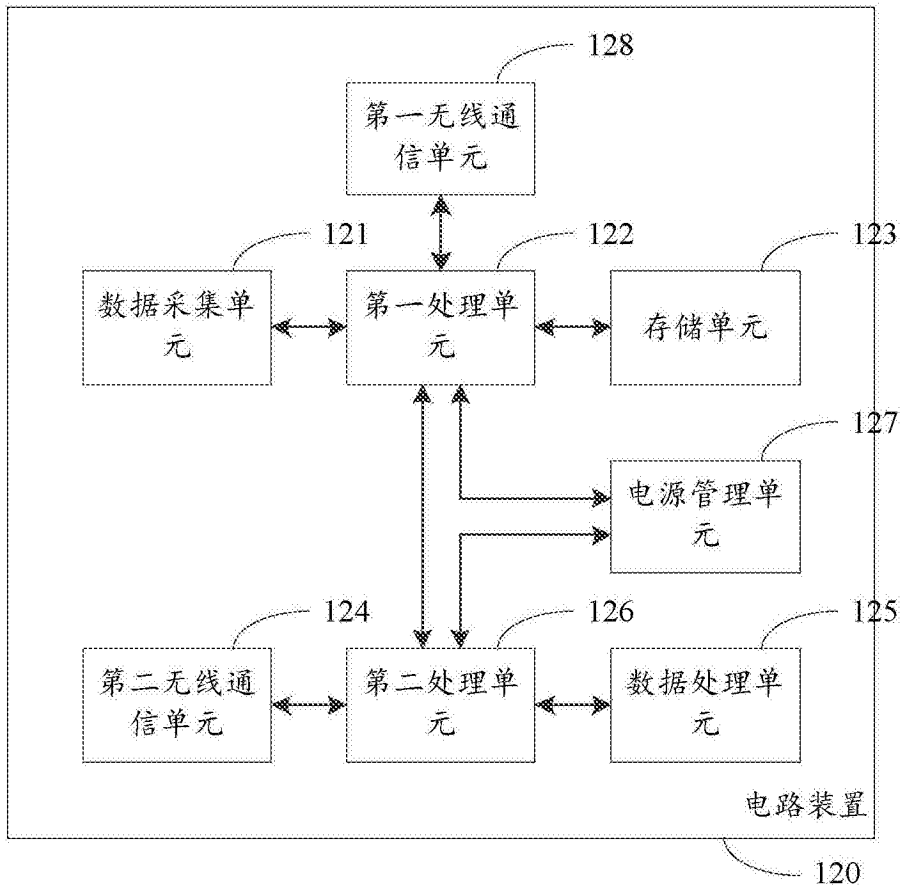 128
第一无线通
信单元
121
122
123
数据采集单
元
第一处理单
元
存储单元
127
电源管理单
元
124
126
125
第二无线通
信单元
第二处理单
元
数据处理单
元
电路装置
120